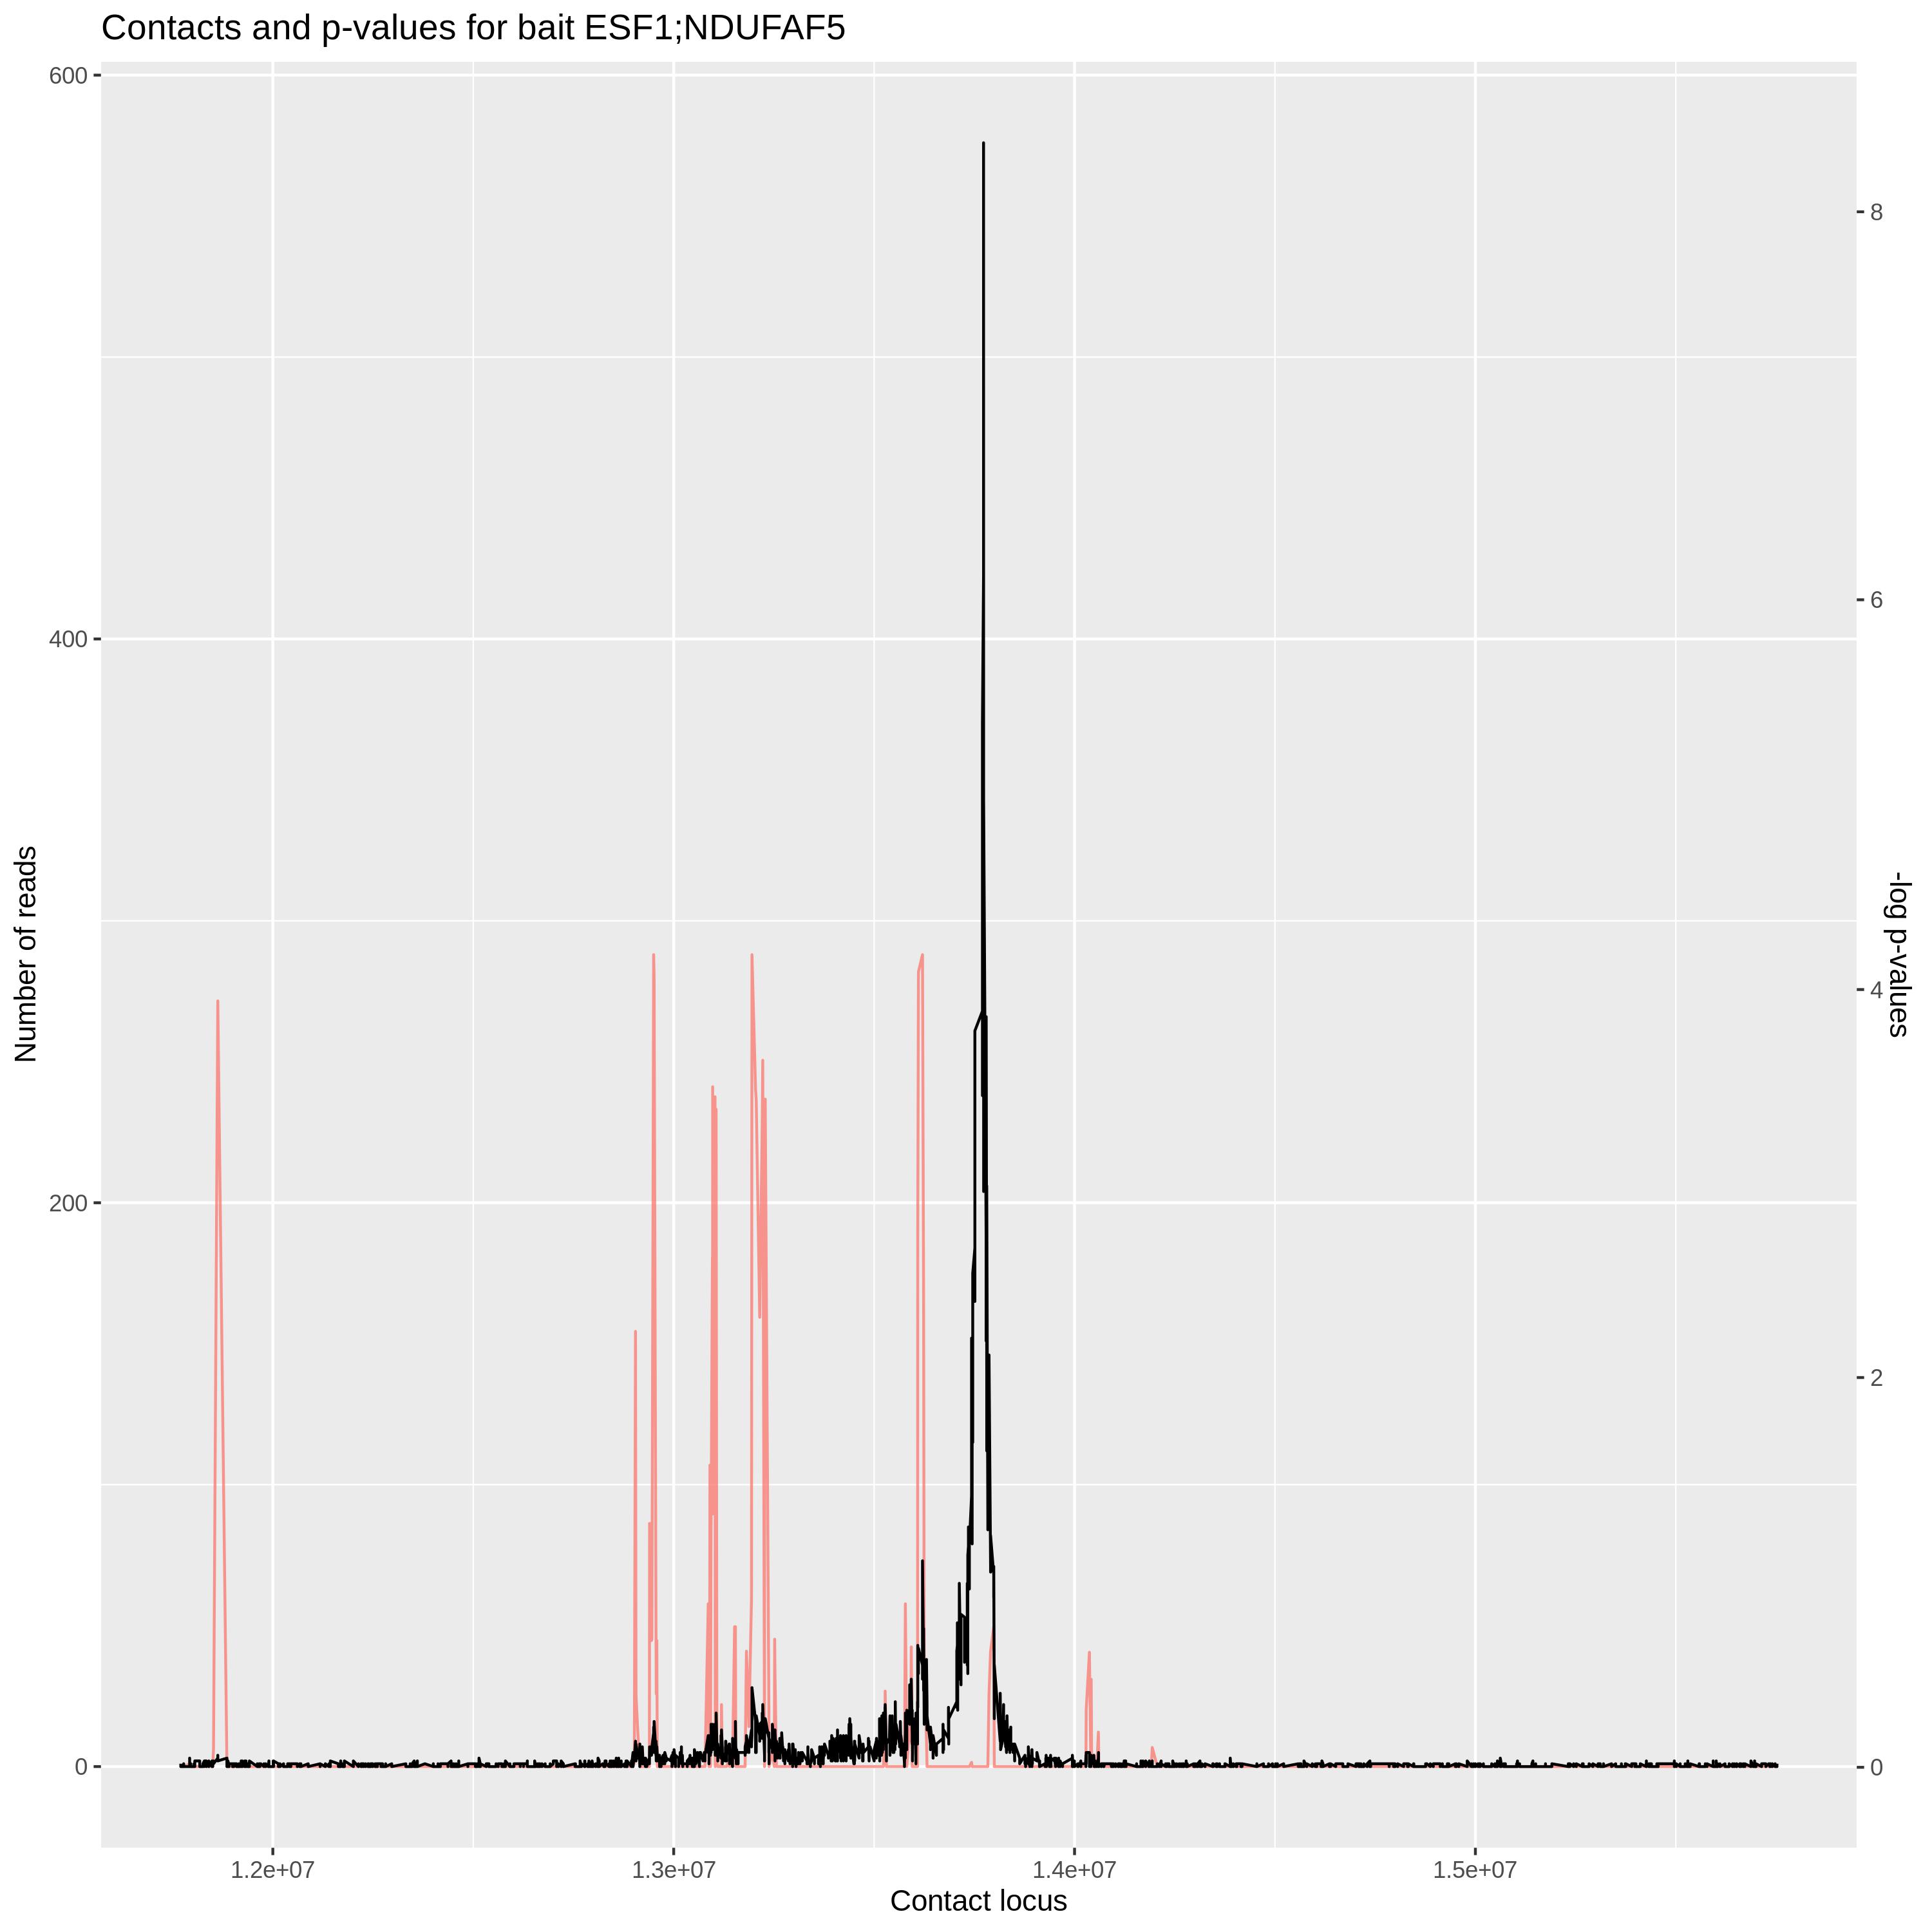 Contacts and p-values for bait ESF1;NDUFAF5
600
400
200
0
Number of reads
8
6
4
2
0
-log p-values
1.2e+07
1.3e+07
1.4e+07
1.5e+07
Contact locus